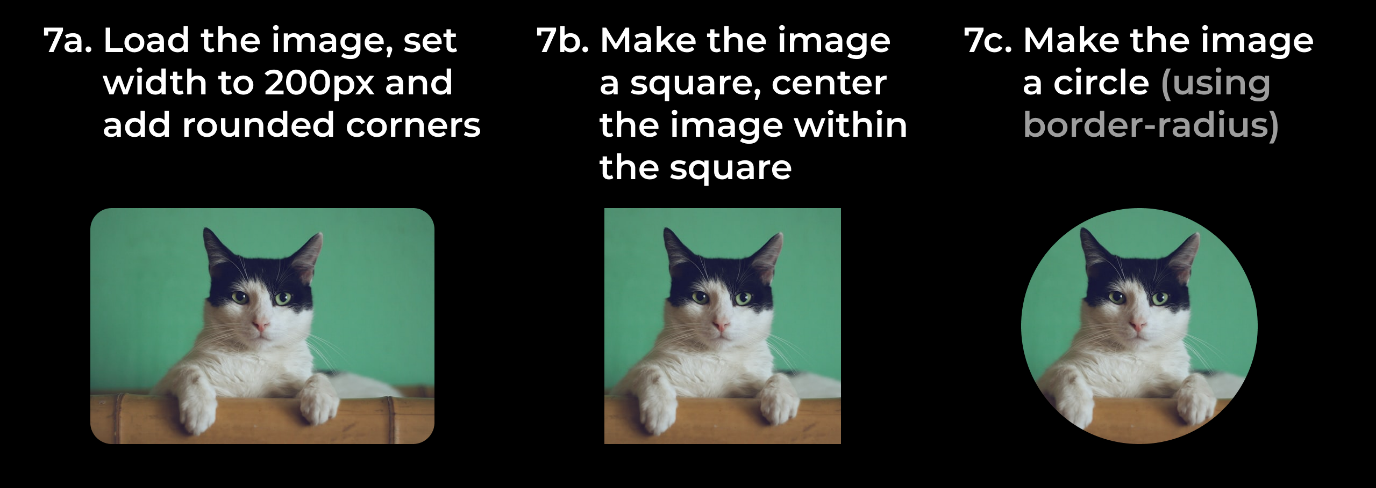 7a. Load the image, set
width to 200px and
add rounded corners
7b. Make the image
a square, center
the image within
the square
7c. Make the image
a circle (using
border-radius)